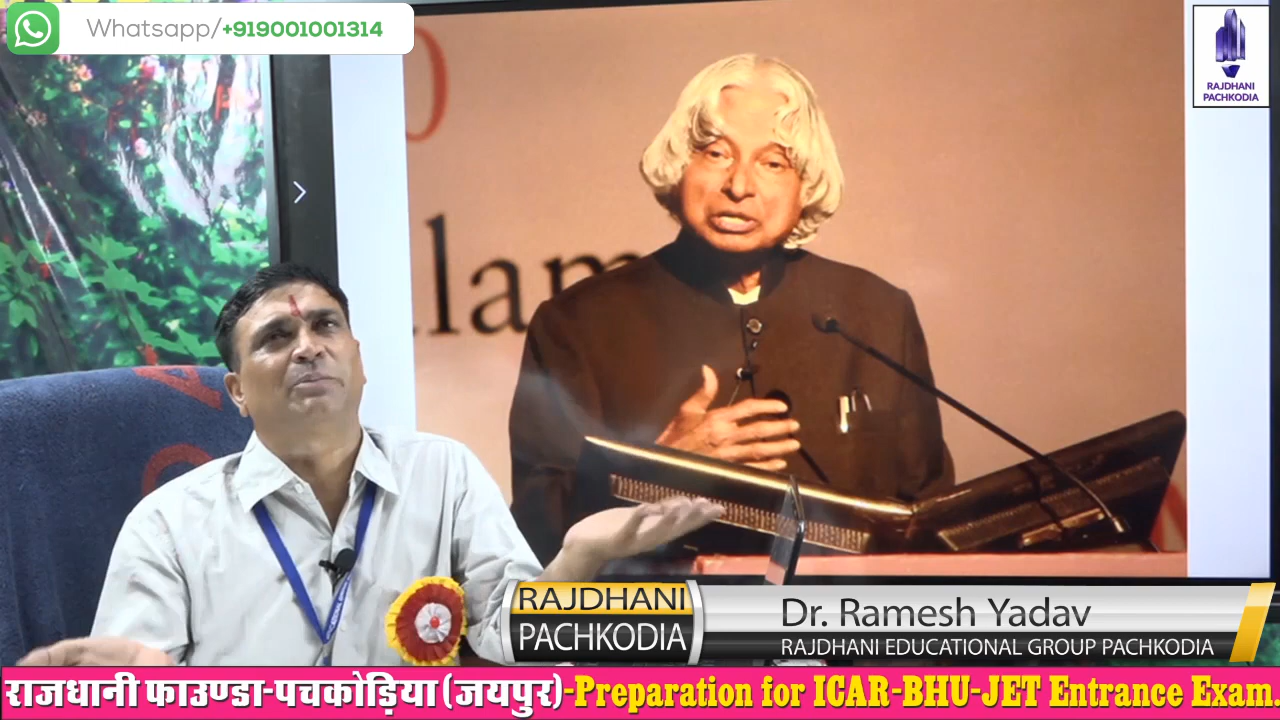 Whatsapp/+919001001314
RAJDHANI
PACHKODIA
lam
RAJDHANI
PACHKODIA
Dr. Ramesh Yadav
RAJDHANI EDUCATIONAL GROUP PACHKODIA
राजधानी फाउण्डा-पचकोड़िया (जयपुर)-Preparation for ICAR-BHU-JET Entrance Exam.